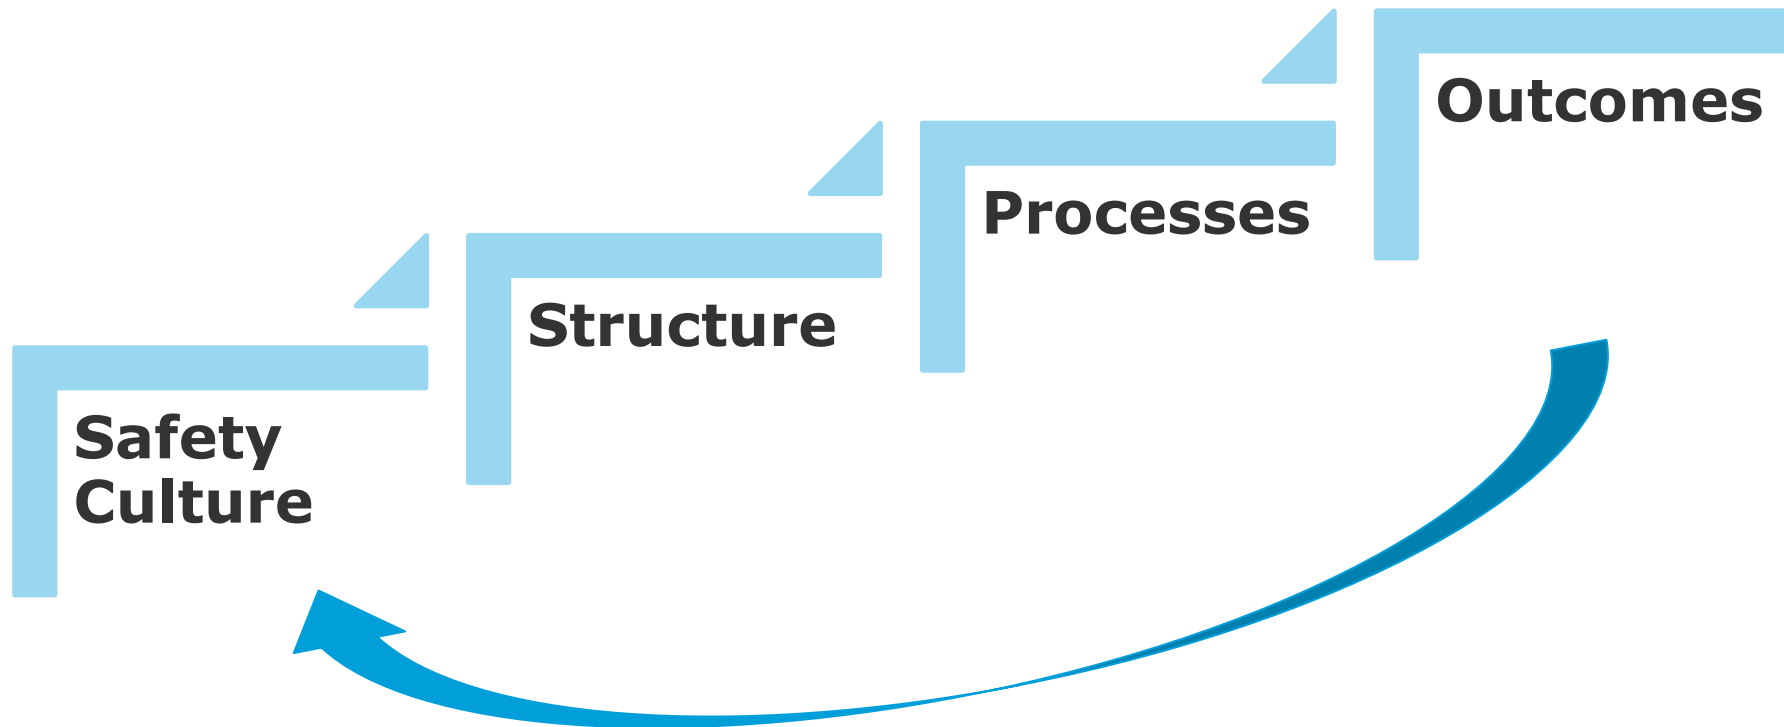 Safety
Culture
Structure
Processes
Outcomes